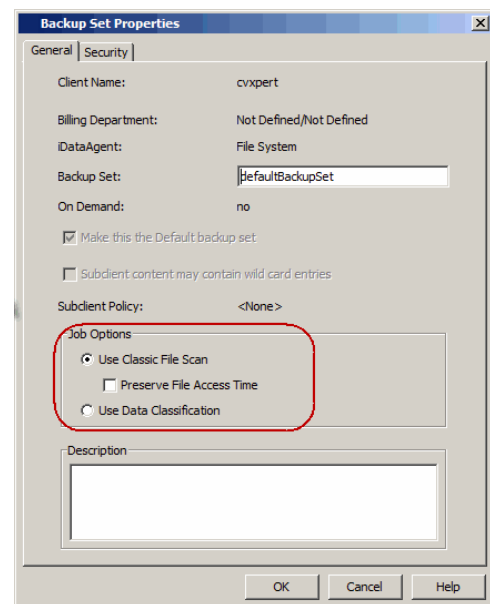 Backup Set Properties
General Security
Client Name: cvxpert
Billing Department: Not Defined/Not Defined
iDataAgent: File System
Backup Set: defaultBackupSet
On Demand: no
Make this the Default backup set
Subclient content may contain wild card entries
Subclient Policy: <None>
Job Options
Use Classic File Scan
Preserve File Access Time
Use Data Classification
Description
OK Cancel Help